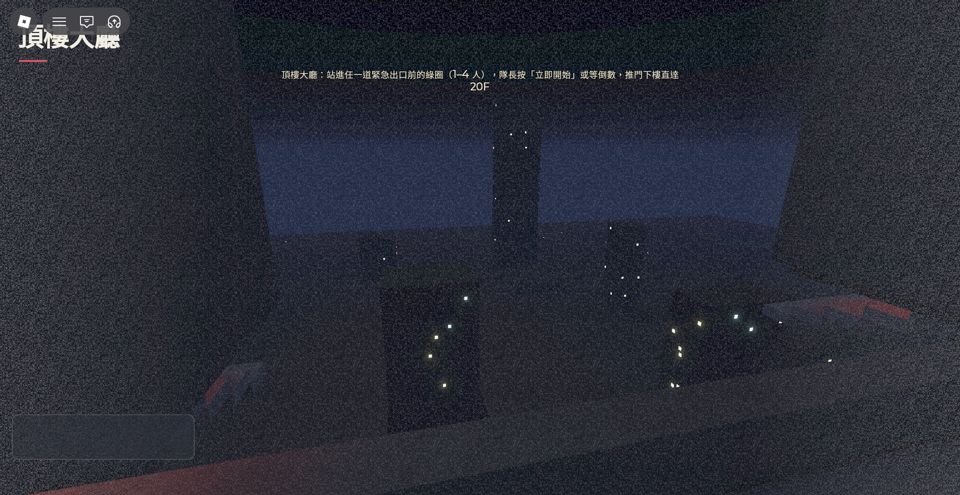 頂樓大廳
頂樓大廳：站進任一道緊急出口前的綠圈（1–4 人），隊長按「立即開始」或等倒數，推門下樓直達
20F